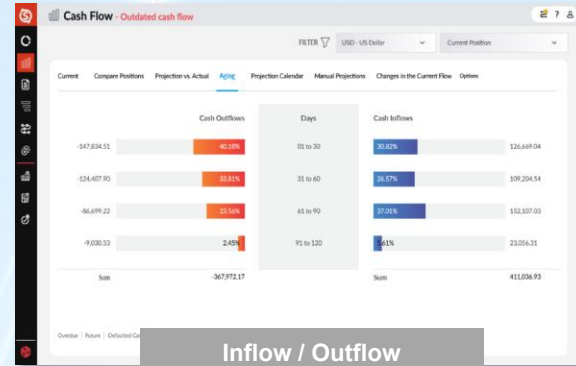 Cash Flow - Outdated cash flow
FILTER USD - US Dollar Current Position
Current Compare Positions Projection vs. Actual Aging Projection Calendar Manual Projections Changes in the Current Flow Options
Cash Outflows Days Cash Inflows
-147,834.51 40.18% 01 to 30 30.82% 126,669.04
-124,407.90 33.81% 31 to 60 26.57% 109,204.54
-86,699.22 23.56% 61 to 90 37.01% 152,107.03
-9,030.53 2.45% 91 to 120 5.61% 23,056.31
Sum -367,972.17 Sum 411,036.93
Overdue | Future | Defaulted
Inflow / Outflow